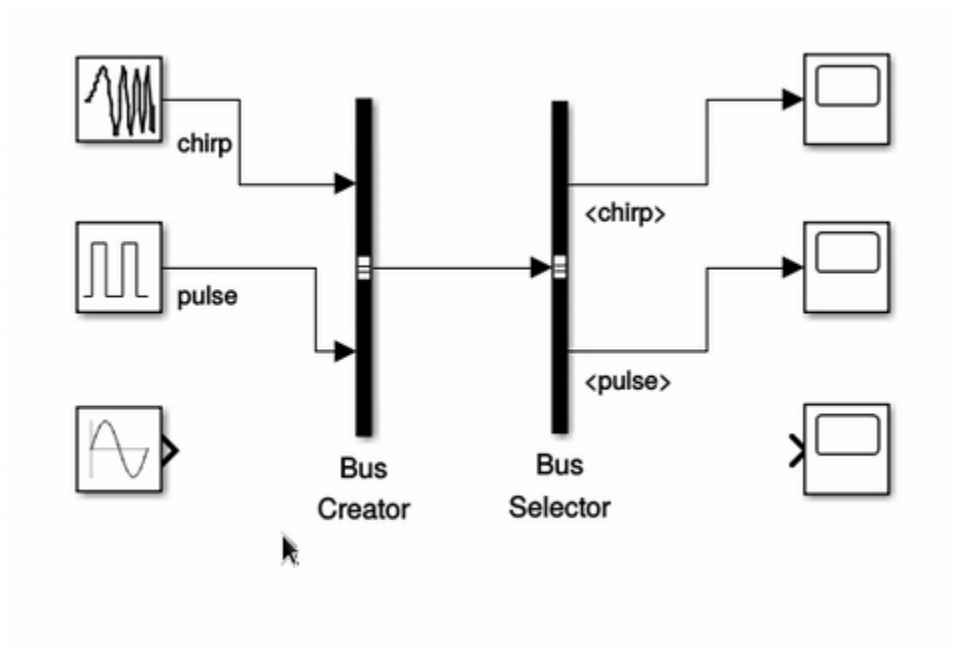 chirp
<chirp>
pulse
<pulse>
Bus
Creator
Bus
Selector